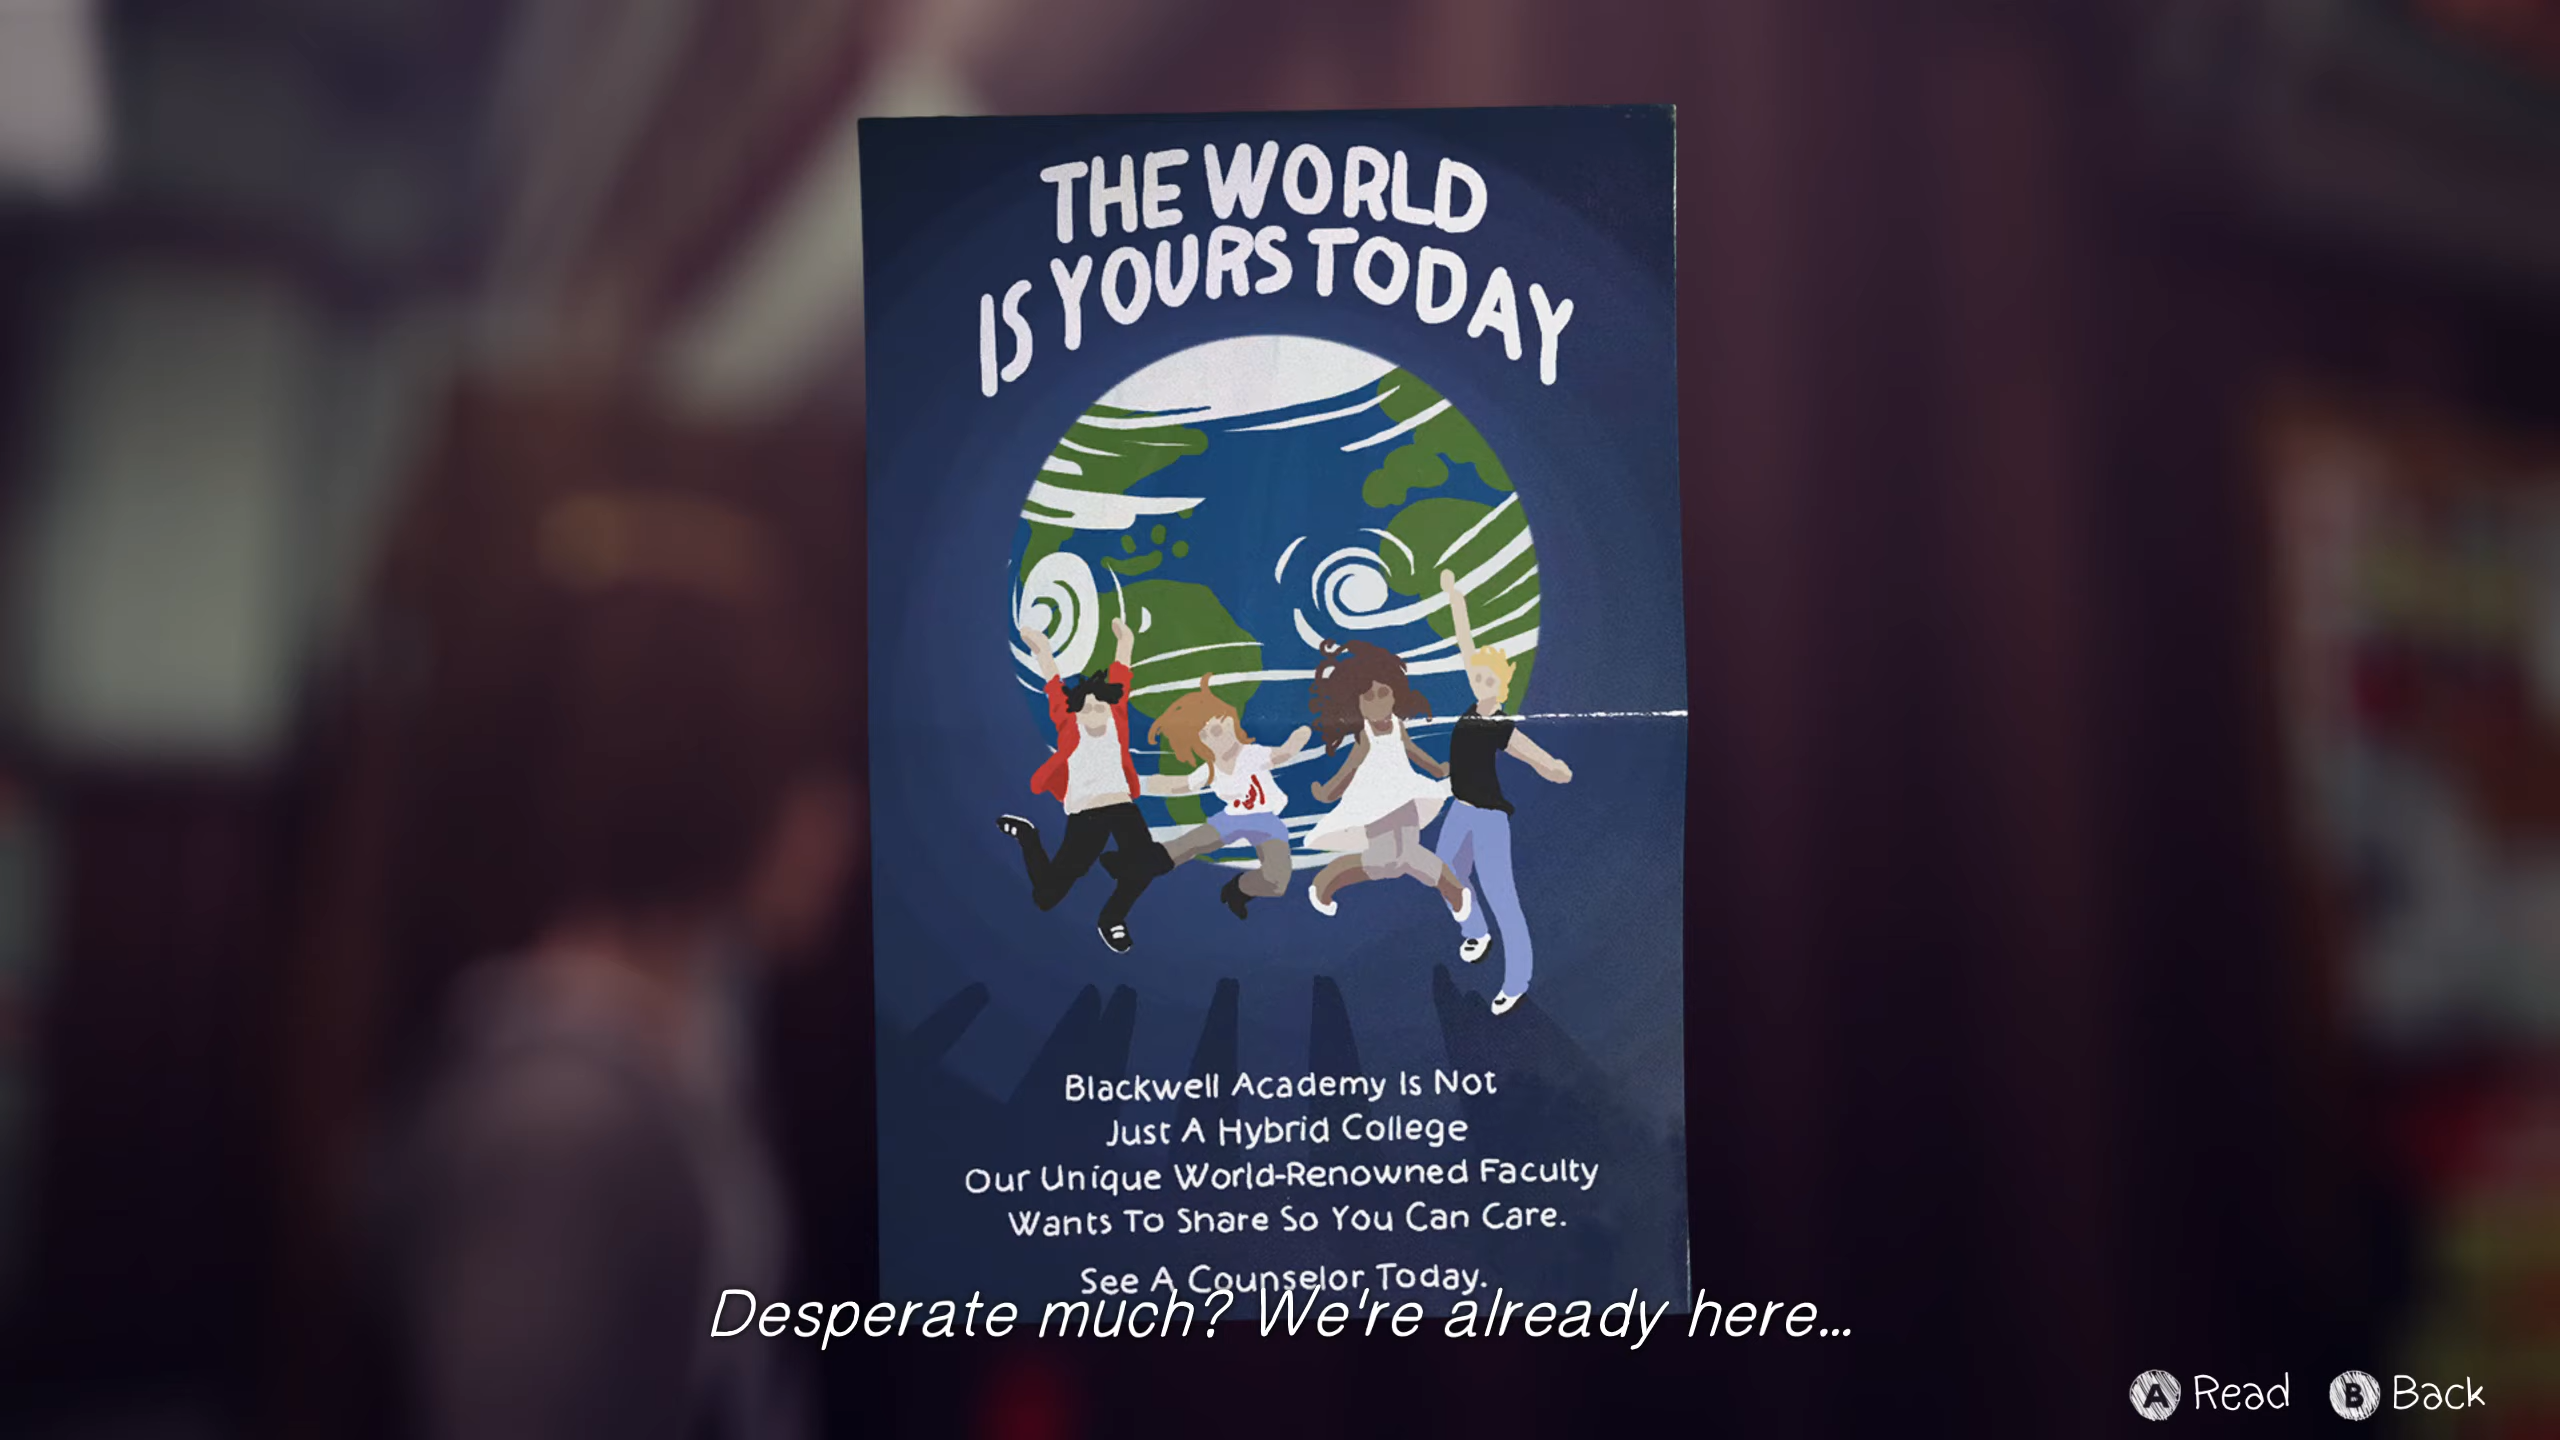 THE WORLD
IS YOURS TODAY
Blackwell Academy Is Not
Just A Hybrid College
Our Unique World-Renowned Faculty
Wants To Share So You Can Care.
See A Counselor Today.
Desperate much? We're already here...
A Read B Back